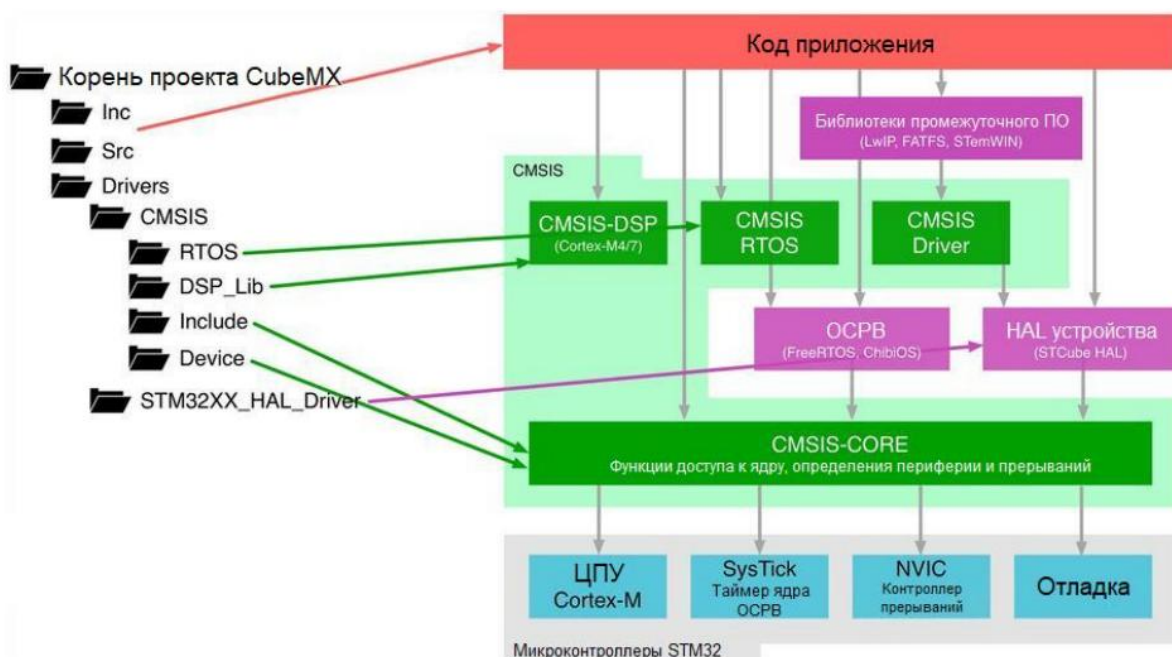 Корень проекта CubeMX
Inc
Src
Drivers
CMSIS
RTOS
DSP_Lib
Include
Device
STM32XX_HAL_Driver
Код приложения
Библиотеки промежуточного ПО
(LwIP, FATFS, STemWIN)
CMSIS
CMSIS-DSP
(Cortex-M4/7)
CMSIS
RTOS
CMSIS
Driver
ОСРВ
(FreeRTOS, ChibiOS)
HAL устройства
(STCube HAL)
CMSIS-CORE
Функции доступа к ядру, определения периферии и прерываний
ЦПУ
Cortex-M
SysTick
Таймер ядра
ОСРВ
NVIC
Контроллер
прерываний
Отладка
Микроконтроллеры STM32